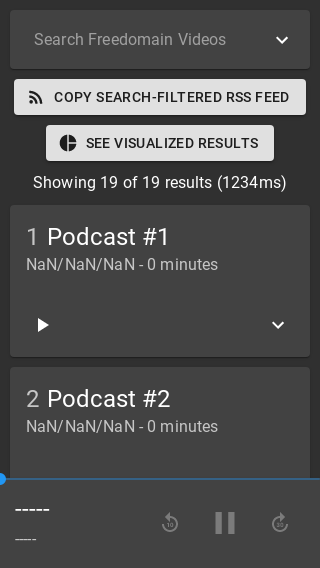 Search Freedomain Videos
COPY SEARCH-FILTERED RSS FEED
SEE VISUALIZED RESULTS
Showing 19 of 19 results (1234ms)
1 Podcast #1
NaN/NaN/NaN - 0 minutes
2 Podcast #2
NaN/NaN/NaN - 0 minutes
-----
-----
10
30